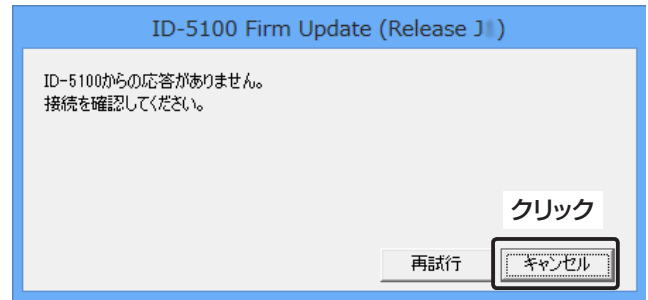 ID-5100 Firm Update (Release J)
ID-5100からの応答がありません。
接続を確認してください。
クリック
再試行
キャンセル